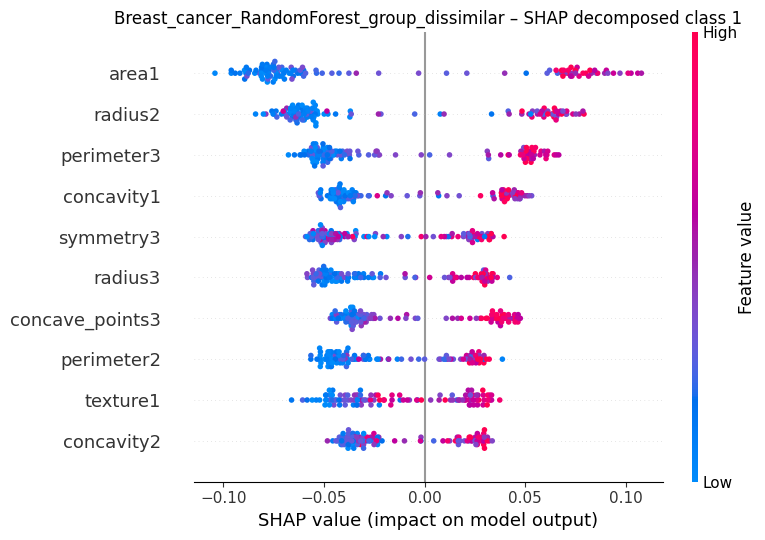 Breast_cancer_RandomForest_group_dissimilar – SHAP decomposed class 1
High
area1
radius2
perimeter3
concavity1
symmetry3
radius3
concave_points3
perimeter2
texture1
concavity2
Feature value
Low
−0.10 −0.05 0.00 0.05 0.10
SHAP value (impact on model output)